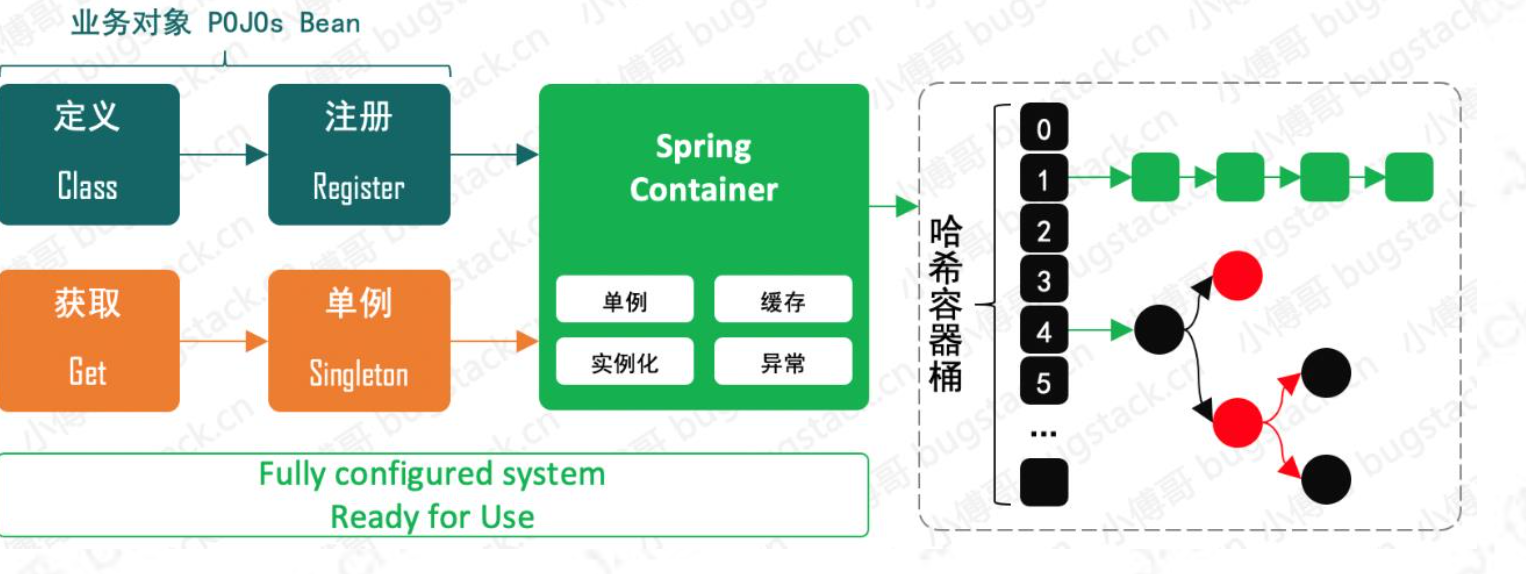 业务对象 POJOs Bean
定义
Class
注册
Register
获取
Get
单例
Singleton
Spring
Container
单例
缓存
实例化
异常
Fully configured system
Ready for Use
哈希容器桶
0
1
2
3
4
5
...
小傅哥 bugstack.cn